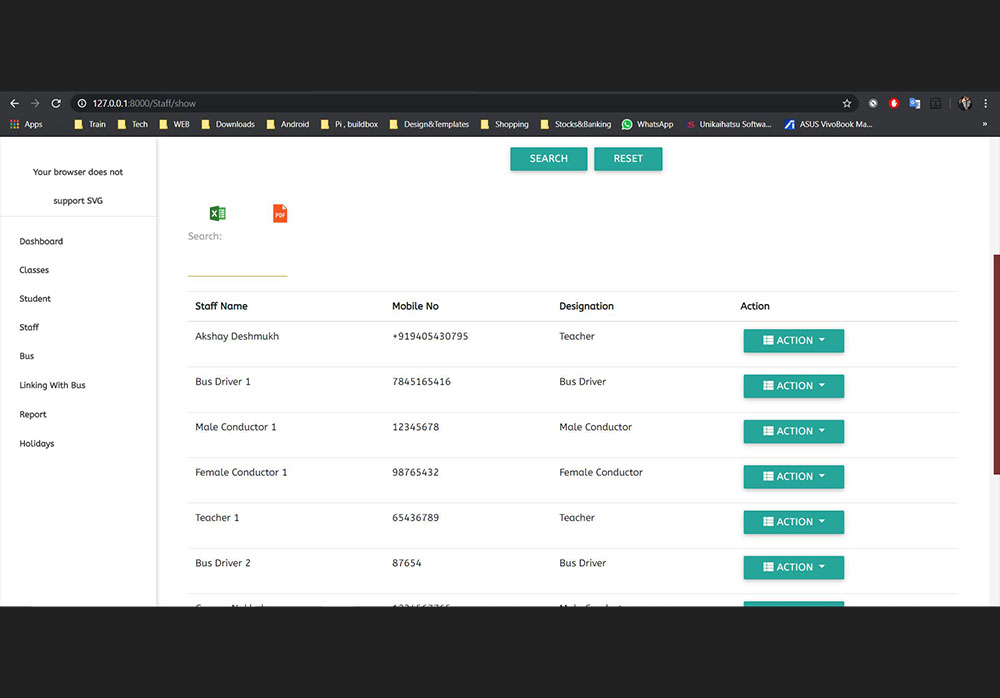 127.0.0.1:8000/Staff/show
Apps Train Tech WEB Downloads Android Pi , buildbox Design&Templates Shopping Stocks&Banking WhatsApp Unikaihatsu Softwa... ASUS VivoBook Ma... »
Your browser does not
support SVG
Dashboard
Classes
Student
Staff
Bus
Linking With Bus
Report
Holidays
SEARCH RESET
PDF
Search:
Staff Name Mobile No Designation Action
Akshay Deshmukh +919405430795 Teacher ACTION
Bus Driver 1 7845165416 Bus Driver ACTION
Male Conductor 1 12345678 Male Conductor ACTION
Female Conductor 1 98765432 Female Conductor ACTION
Teacher 1 65436789 Teacher ACTION
Bus Driver 2 87654 Bus Driver ACTION